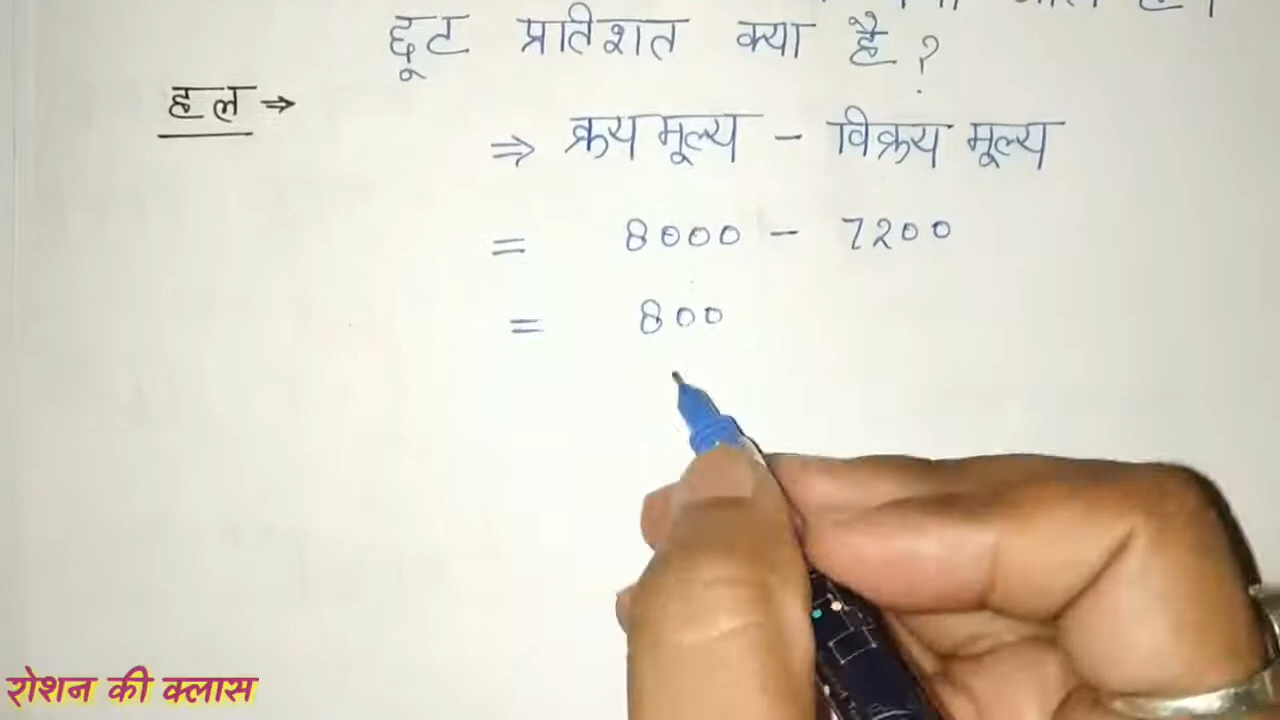 छूट प्रतिशत क्या है ?
हल ⇒
⇒ क्रय मूल्य - विक्रय मूल्य
= 8000 - 7200
= 800
रोशन की क्लास